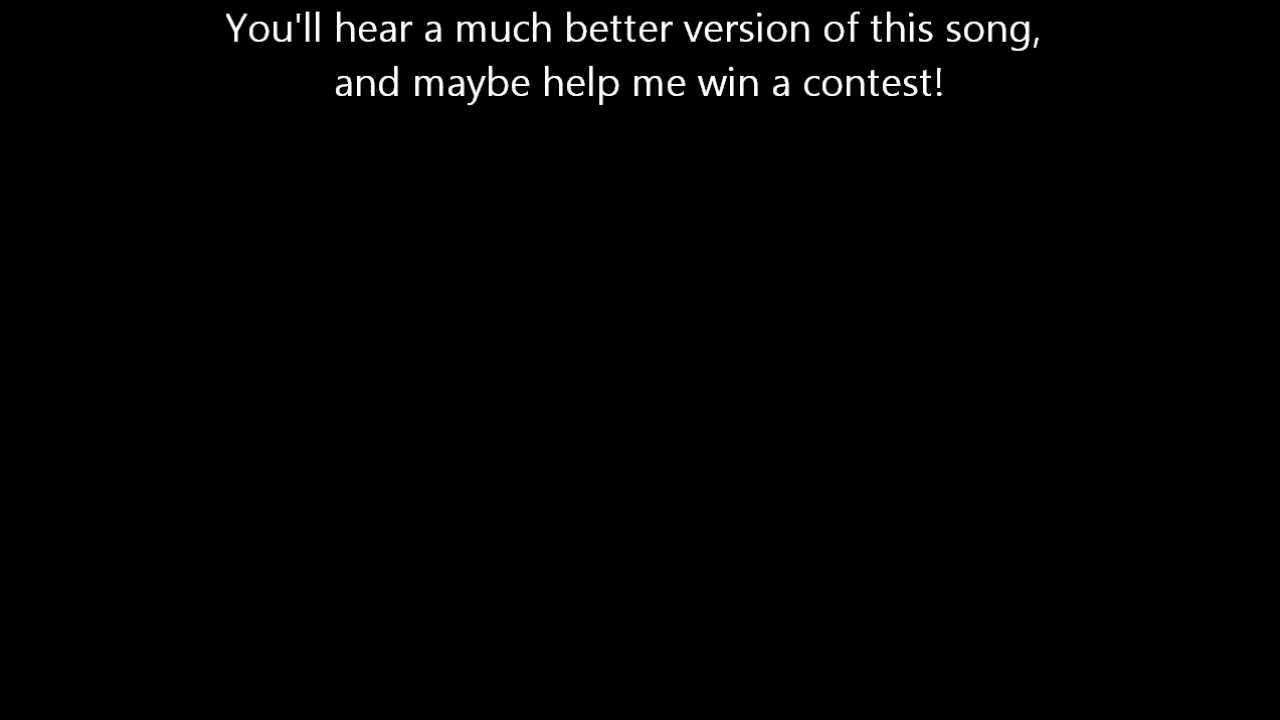 You'll hear a much better version of this song,
and maybe help me win a contest!